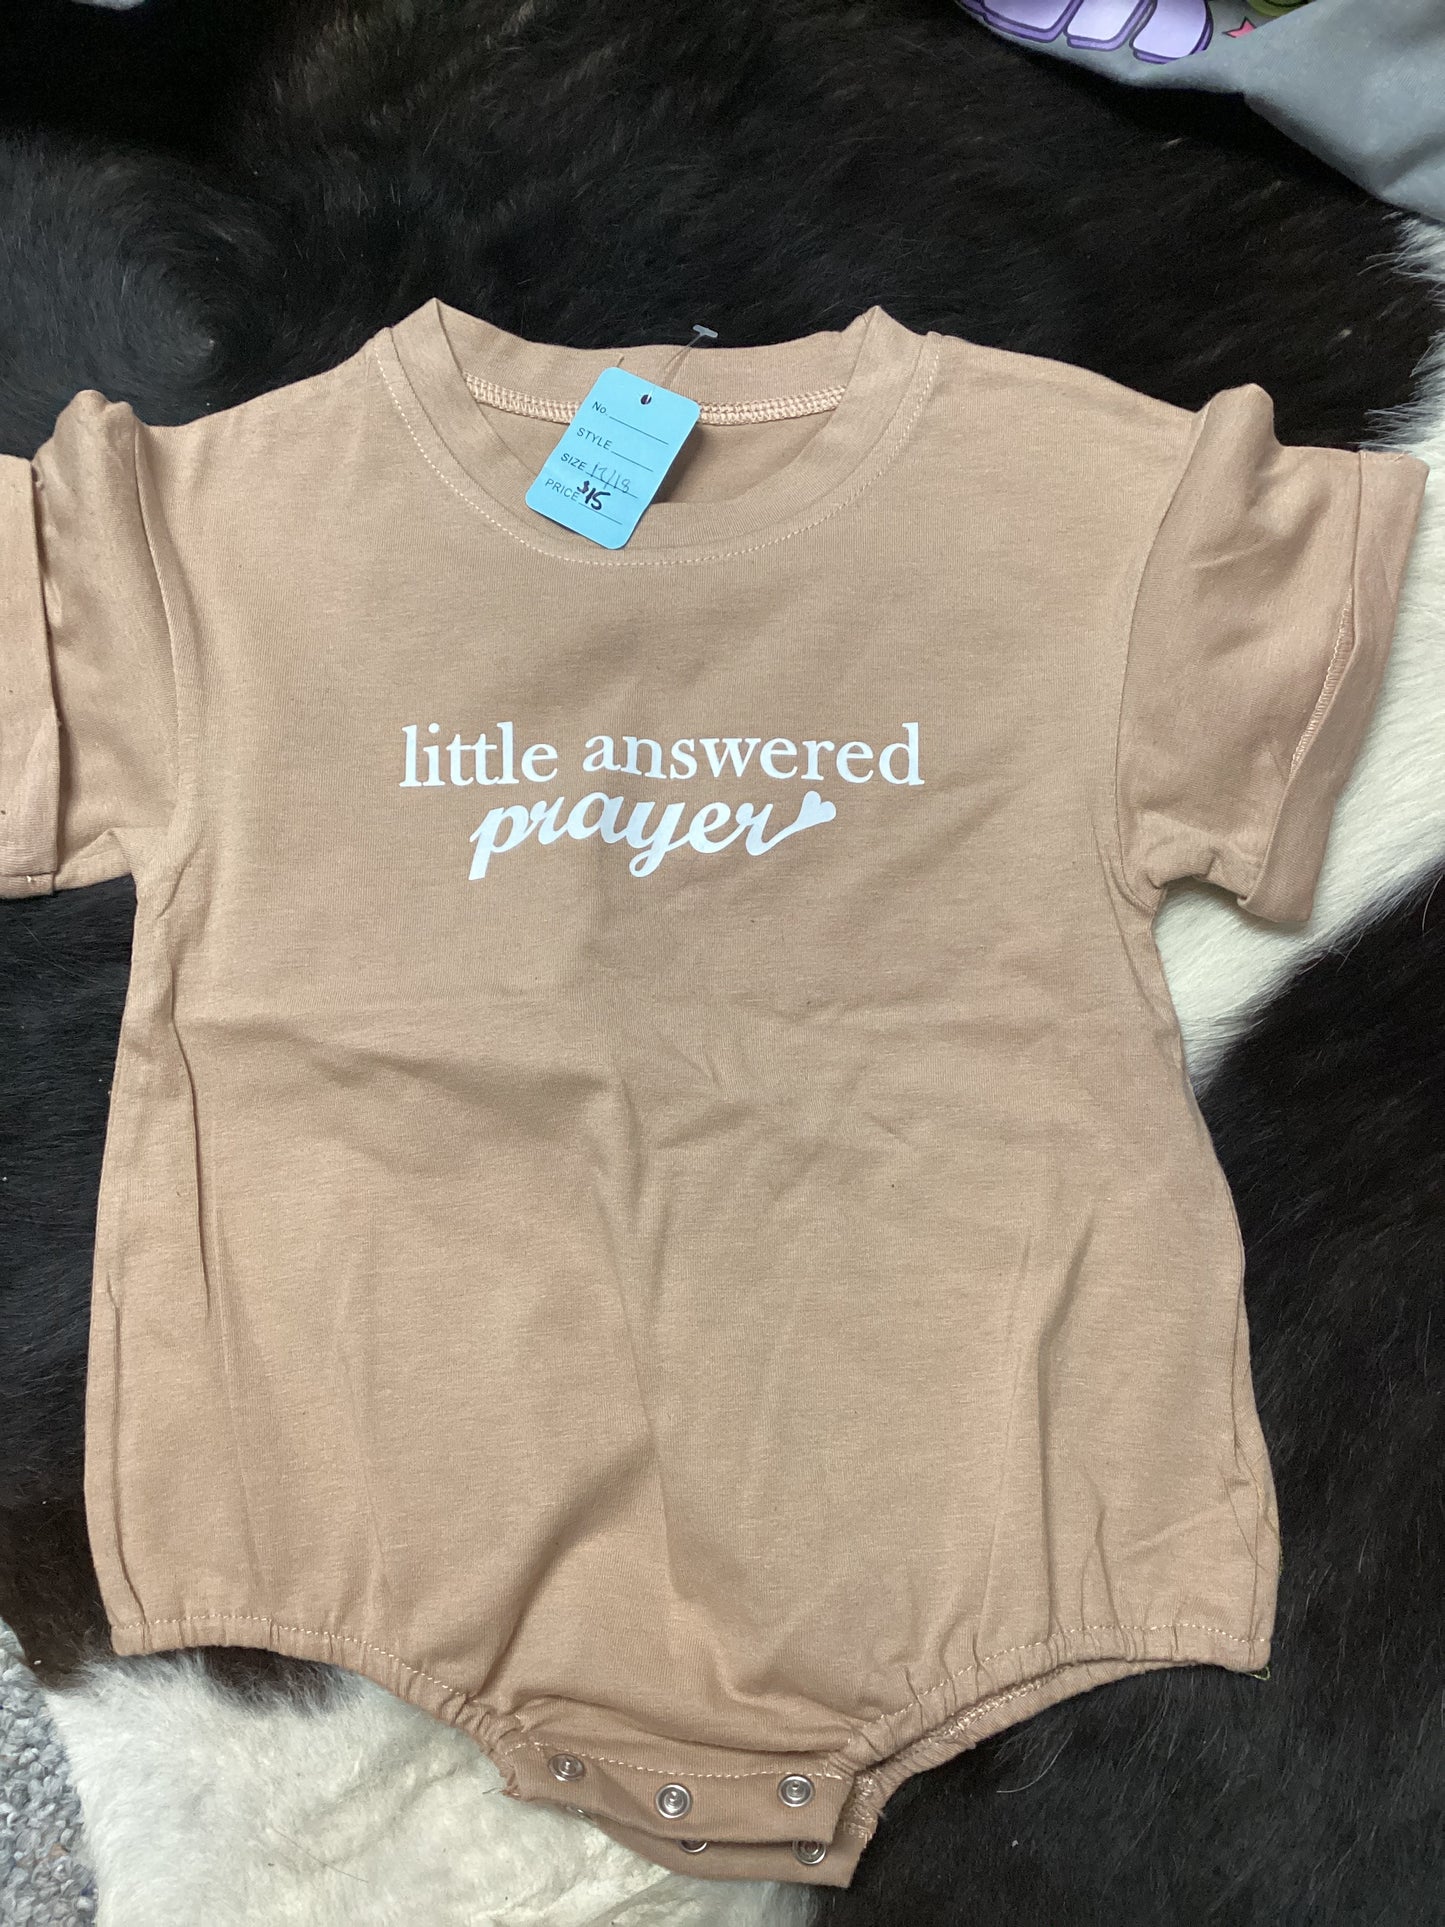 No.
STYLE
SIZE 12/18
PRICE $15
little answered
prayer